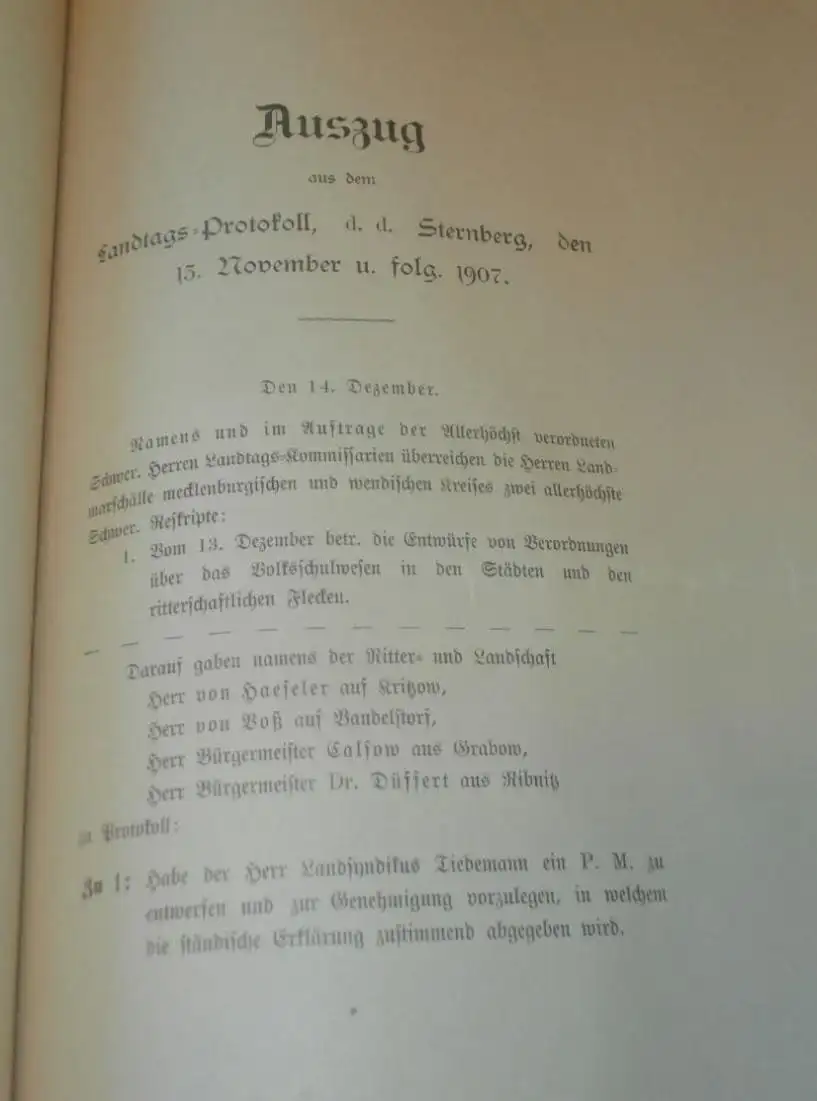 Auszug
aus dem
Landtags-Protokoll, d. d. Sternberg, den
15. November u. folg. 1907.
Den 14. Dezember.
Namens und im Auftrage der Allerhöchst verordneten
Schwer. Herren Landtags-Kommissarien überreichen die Herren Land-
marschälle mecklenburgischen und wendischen Kreises zwei allerhöchste
Schwer. Reskripte:
1. Vom 13. Dezember betr. die Entwürfe von Verordnungen
über das Volksschulwesen in den Städten und den
ritterschaftlichen Flecken.
Darauf gaben namens der Ritter- und Landschaft
Herr von Haeseler auf Kritzow,
Herr von Voß auf Vandelstorf,
Herr Bürgermeister Calsow aus Grabow,
Herr Bürgermeister Dr. Düffert aus Ribnitz
zu Protokoll:
Zu 1: Habe der Herr Landsyndikus Tiedemann ein P. M. zu
entwerfen und zur Genehmigung vorzulegen, in welchem
die ständische Erklärung zustimmend abgegeben wird.